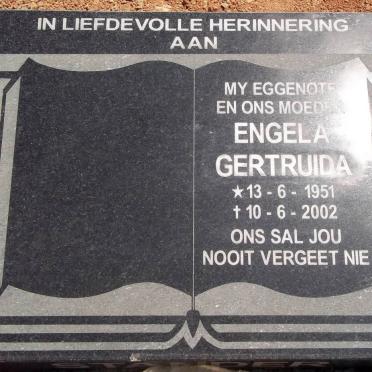 IN LIEFDEVOLLE HERINNERING
AAN
MY EGGENOTE
EN ONS MOEDER
ENGELA
GERTRUIDA
★ 13 - 6 - 1951
† 10 - 6 - 2002
ONS SAL JOU
NOOIT VERGEET NIE